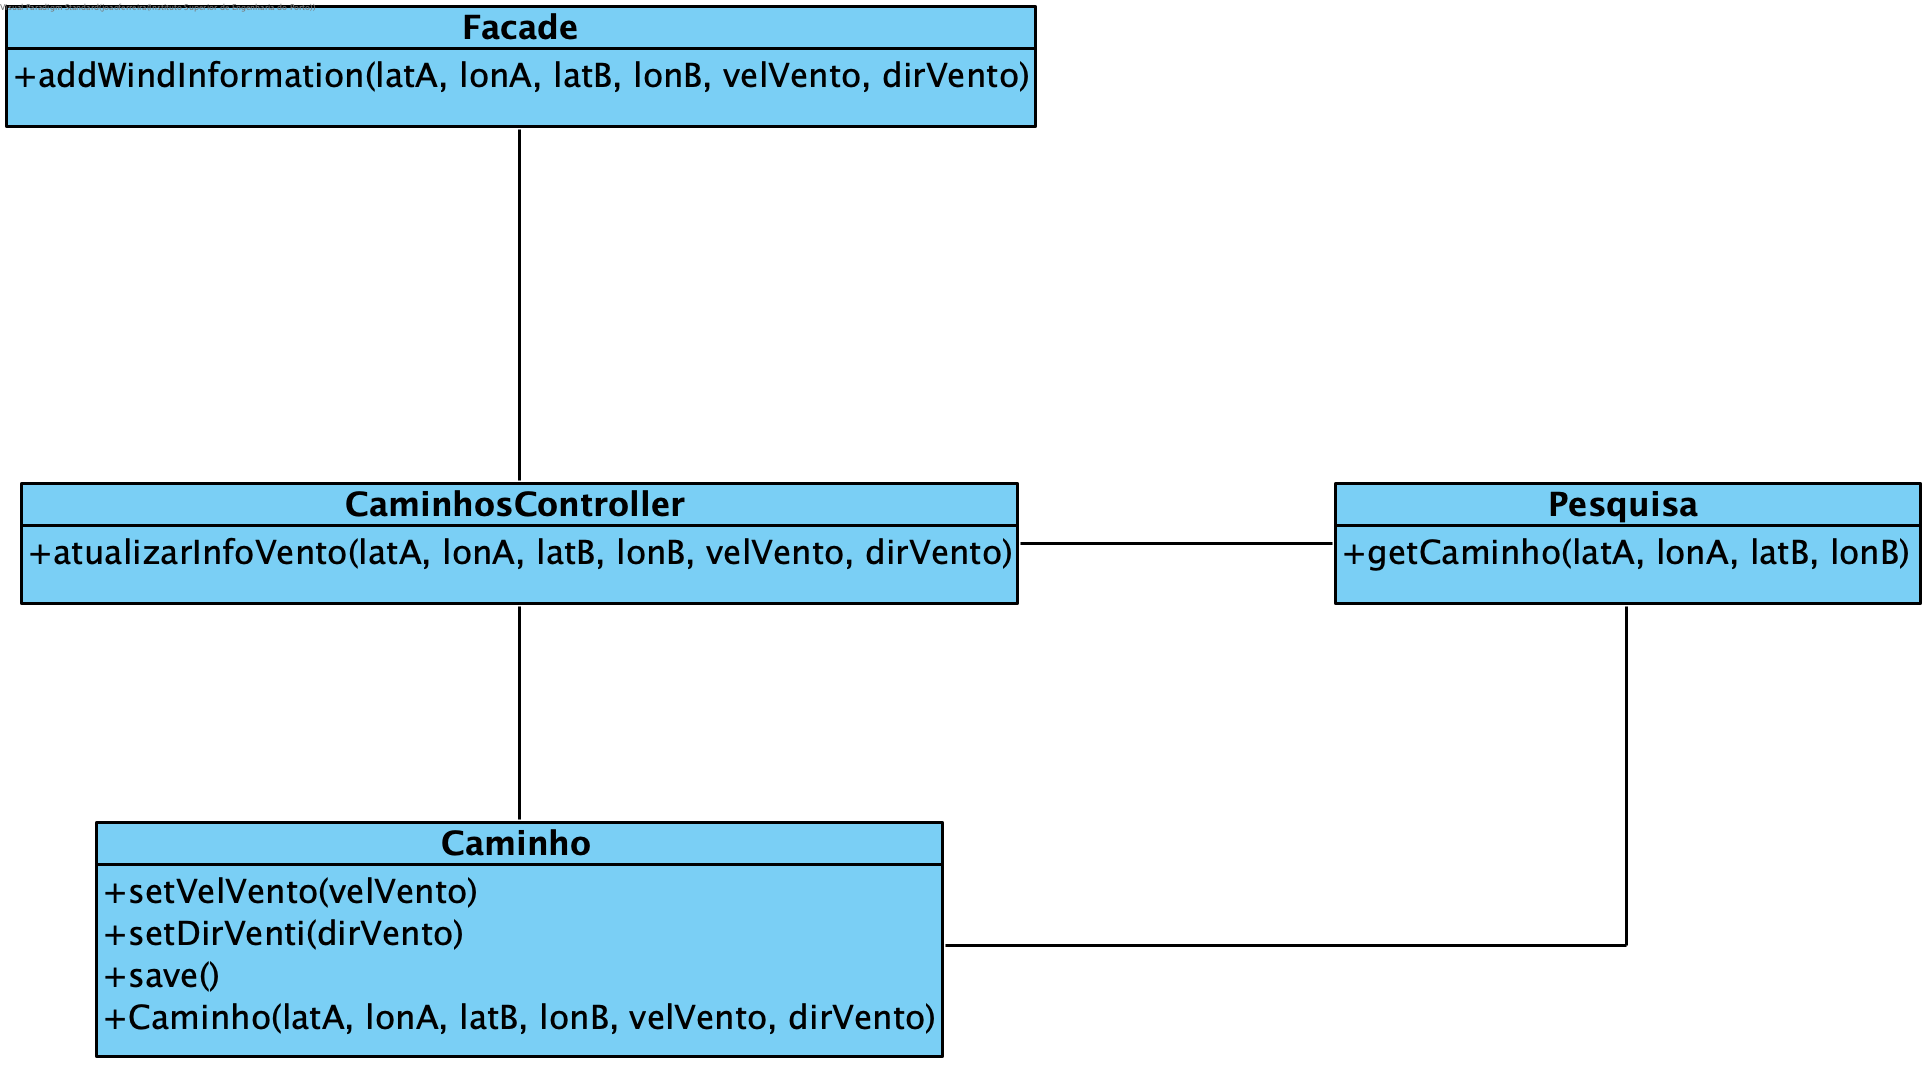 Facade
+addWindInformation(latA, lonA, latB, lonB, velVento, dirVento)
CaminhosController
+atualizarInfoVento(latA, lonA, latB, lonB, velVento, dirVento)
Pesquisa
+getCaminho(latA, lonA, latB, lonB)
Caminho
+setVelVento(velVento)
+setDirVenti(dirVento)
+save()
+Caminho(latA, lonA, latB, lonB, velVento, dirVento)